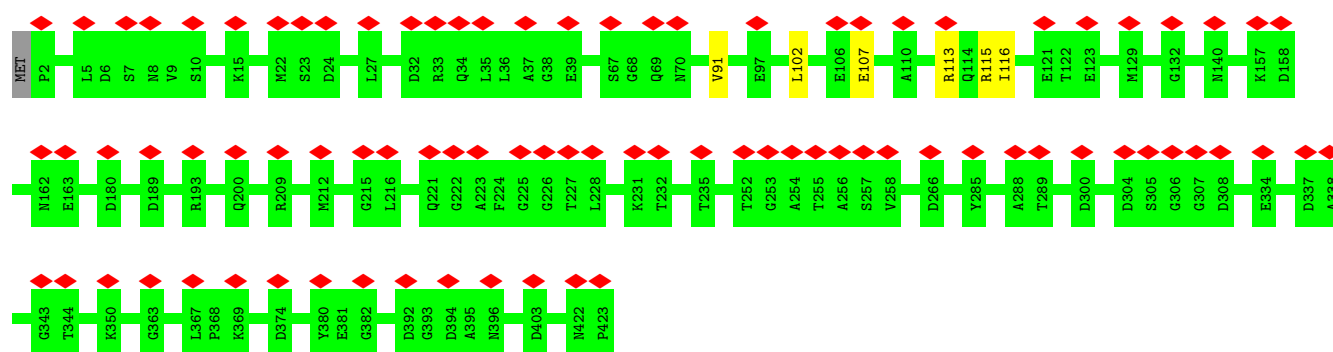 MET P2 L5 D6 S7 N8 V9 S10 K15 M22 S23 D24 L27 D32 R33 Q34 L35 L36 A37 G38 E39 S67 G68 Q69 N70 V91 E97 L102 E106 E107 A110 R113 Q114 R115 I116 E121 T122 E123 M129 G132 N140 K157 D158
N162 E163 D180 D189 R193 Q200 R209 M212 G215 L216 Q221 G222 A223 F224 G225 G226 T227 L228 K231 T232 T235 T252 G253 A254 T255 A256 S257 V258 D266 Y285 A288 T289 D300 D304 S305 G306 G307 D308 E334 D337 A338
G343 T344 K350 G363 L367 P368 K369 D374 Y380 E381 G382 D392 G393 D394 A395 N396 D403 N422 P423